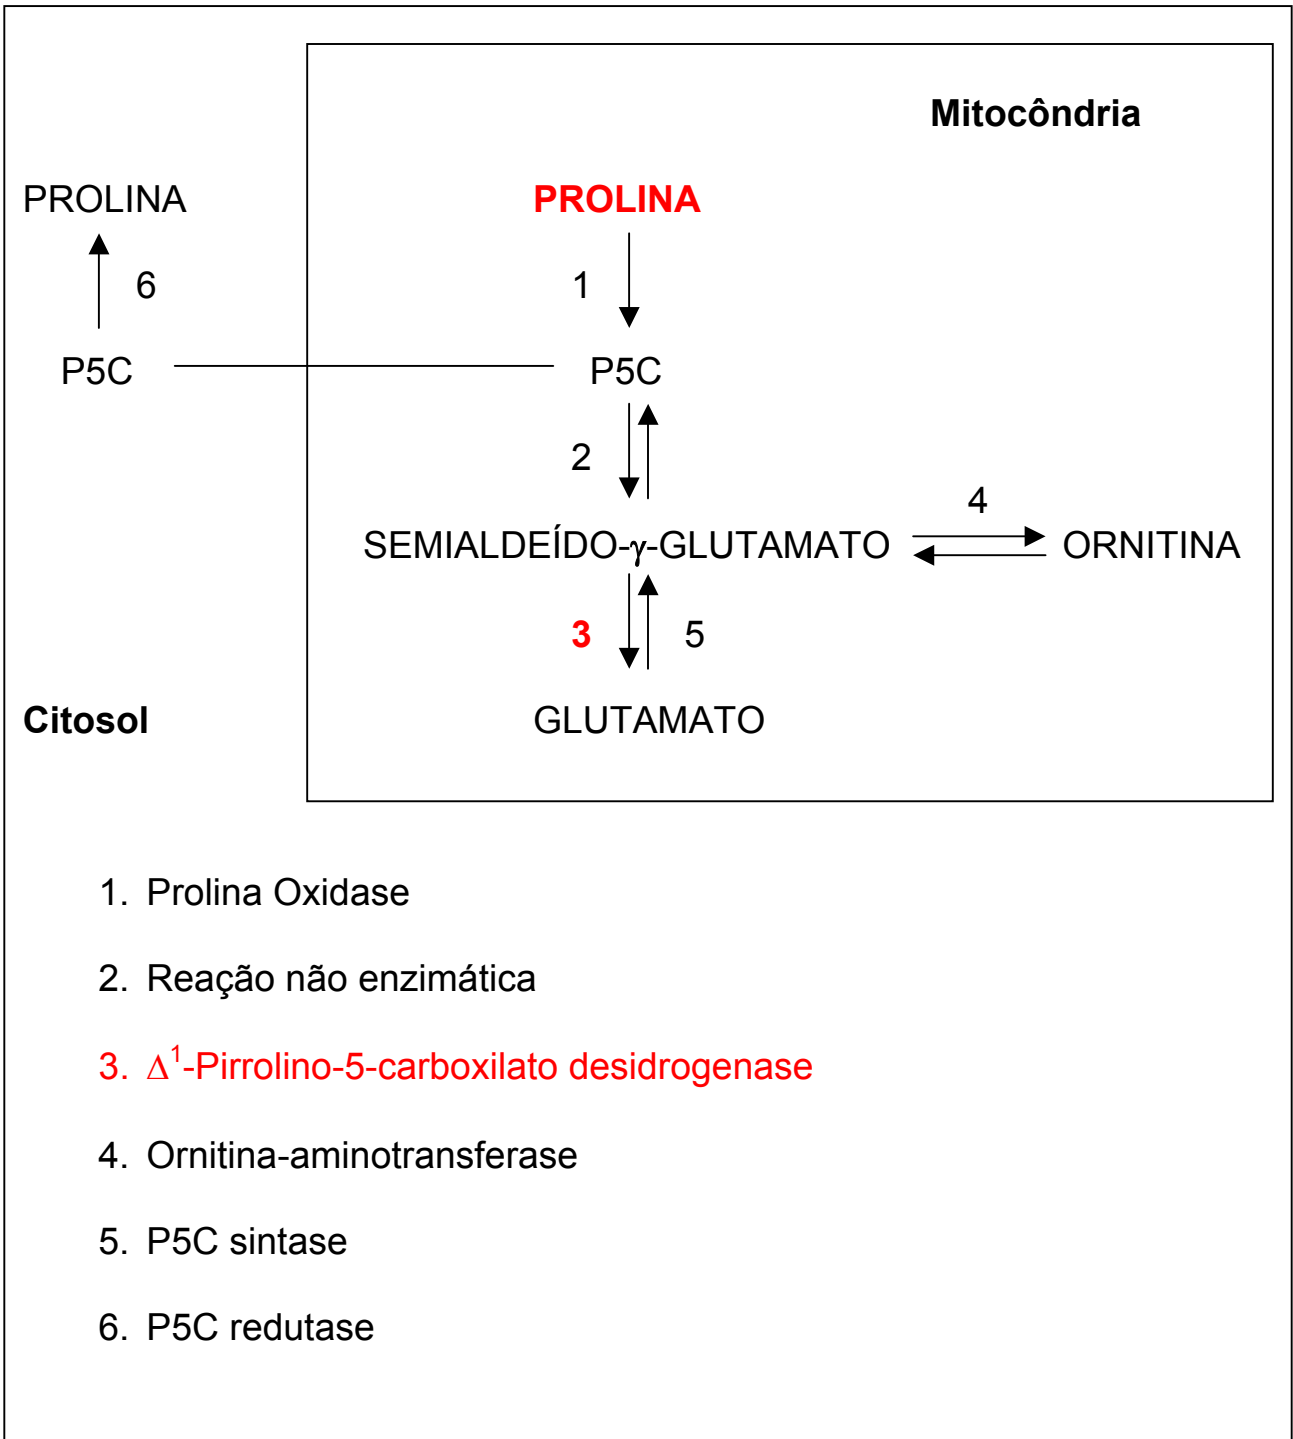 Mitocôndria
PROLINA PROLINA
6 1
P5C P5C
2
4
SEMIALDEÍDO-γ-GLUTAMATO ORNITINA
3 5
Citosol GLUTAMATO
1. Prolina Oxidase
2. Reação não enzimática
3. Δ¹-Pirrolino-5-carboxilato desidrogenase
4. Ornitina-aminotransferase
5. P5C sintase
6. P5C redutase